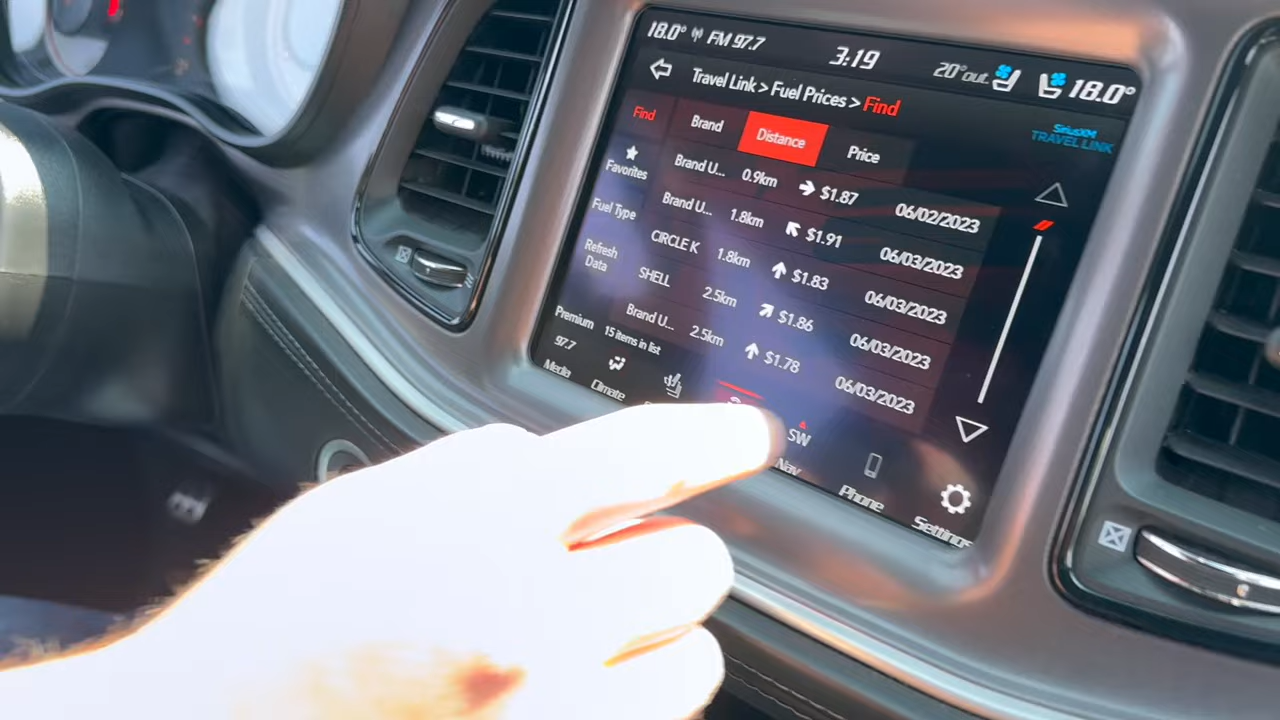 18.0° FM 97.7 3:19 20° out. 18.0°
Travel Link > Fuel Prices > Find
SiriusXM
TRAVEL LINK
Find
Brand Distance Price
Favorites
Fuel Type
Refresh
Data
Brand U... 0.9km $1.87 06/02/2023
Brand U... 1.8km $1.91 06/03/2023
CIRCLE K 1.8km $1.83 06/03/2023
SHELL 2.5km $1.86 06/03/2023
Brand U... 2.5km $1.78 06/03/2023
Premium 15 items in list
97.7 SW
Media Climate Nav Phone Settings